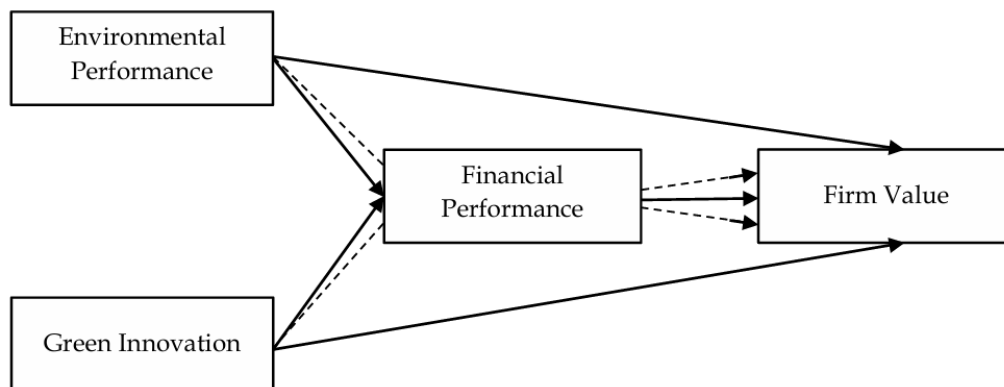 Environmental
Performance
Financial
Performance
Firm Value
Green Innovation